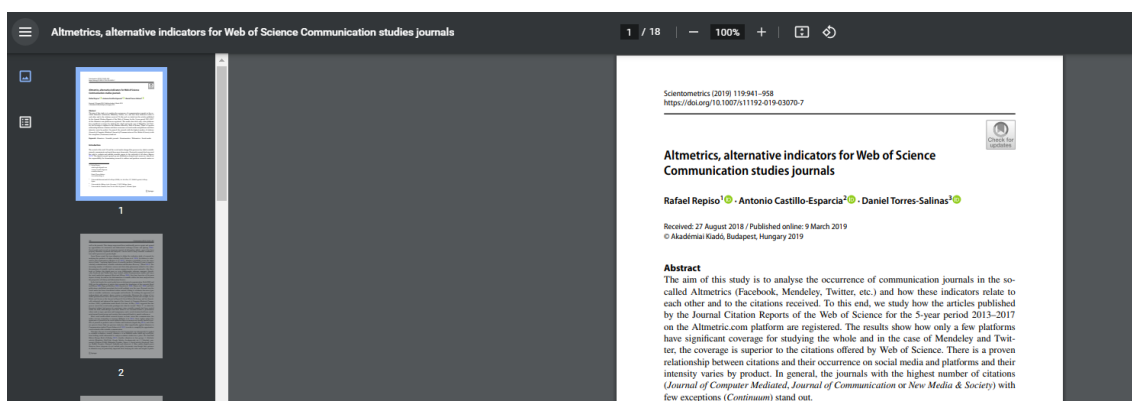 Altmetrics, alternative indicators for Web of Science Communication studies journals
1 / 18
100%
1
2
Scientometrics (2019) 119:941–958
https://doi.org/10.1007/s11192-019-03070-7
Check for
updates
Altmetrics, alternative indicators for Web of Science
Communication studies journals
Rafael Repiso1 · Antonio Castillo-Esparcia2 · Daniel Torres-Salinas3
Received: 27 August 2018 / Published online: 9 March 2019
© Akadémiai Kiadó, Budapest, Hungary 2019
Abstract
The aim of this study is to analyse the occurrence of communication journals in the so-
called Altmetrics (Facebook, Mendeley, Twitter, etc.) and how these indicators relate to
each other and to the citations received. To this end, we study how the articles published
by the Journal Citation Reports of the Web of Science for the 5-year period 2013–2017
on the Altmetric.com platform are registered. The results show how only a few platforms
have significant coverage for studying the whole and in the case of Mendeley and Twit-
ter, the coverage is superior to the citations offered by Web of Science. There is a proven
relationship between citations and their occurrence on social media and platforms and their
intensity varies by product. In general, the journals with the highest number of citations
(Journal of Computer Mediated, Journal of Communication or New Media & Society) with
few exceptions (Continuum) stand out.